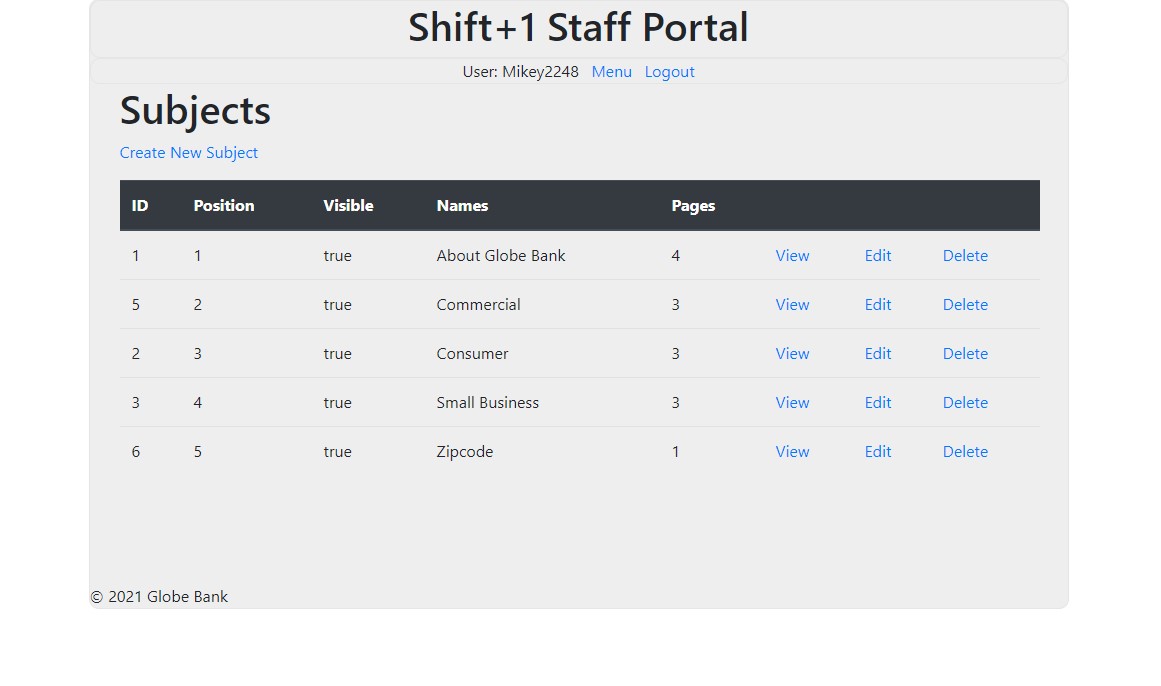 Shift+1 Staff Portal
User: Mikey2248 Menu Logout
Subjects
Create New Subject
ID Position Visible Names Pages
1 1 true About Globe Bank 4 View Edit Delete
5 2 true Commercial 3 View Edit Delete
2 3 true Consumer 3 View Edit Delete
3 4 true Small Business 3 View Edit Delete
6 5 true Zipcode 1 View Edit Delete
© 2021 Globe Bank